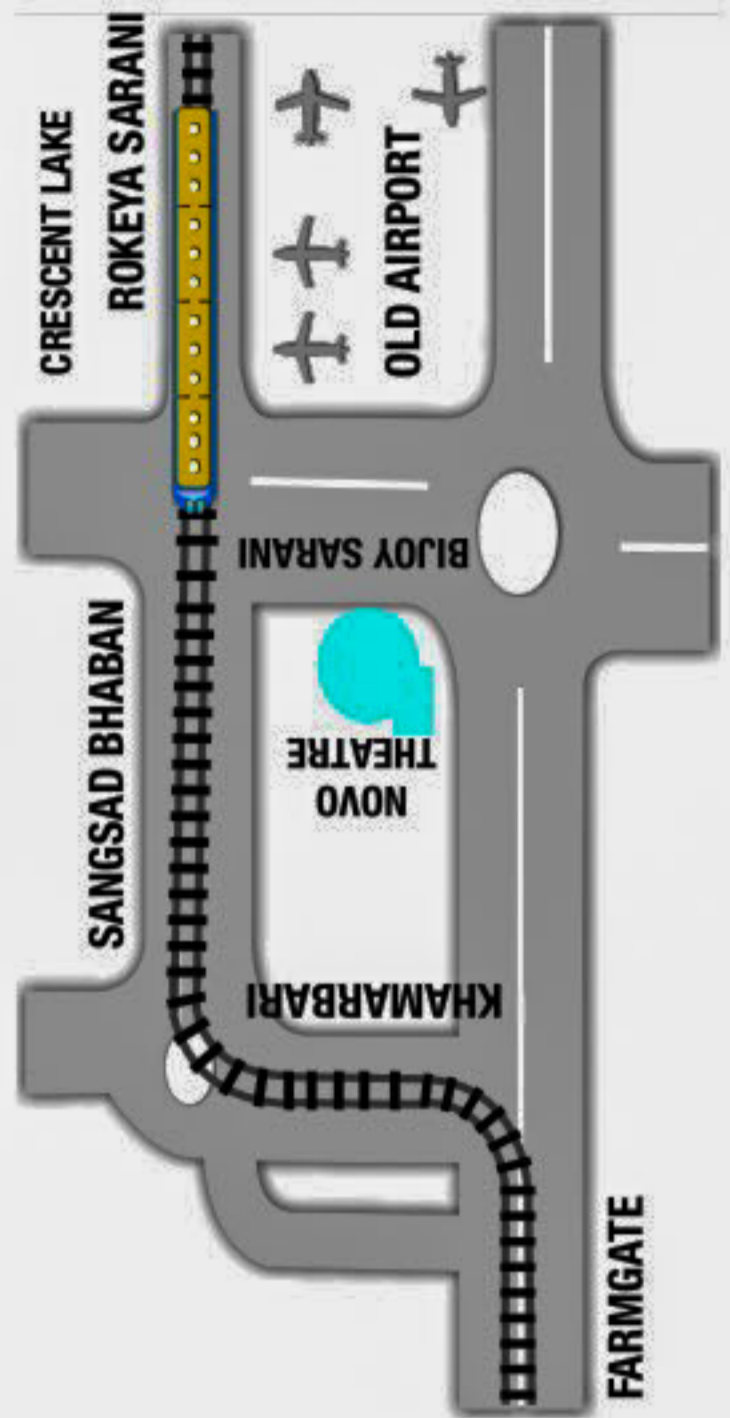 CRESCENT LAKE
ROKEYA SARANI
OLD AIRPORT
BIJOY SARANI
SANGSAD BHABAN
NOVO
THEATRE
KHAMARBARI
FARMGATE